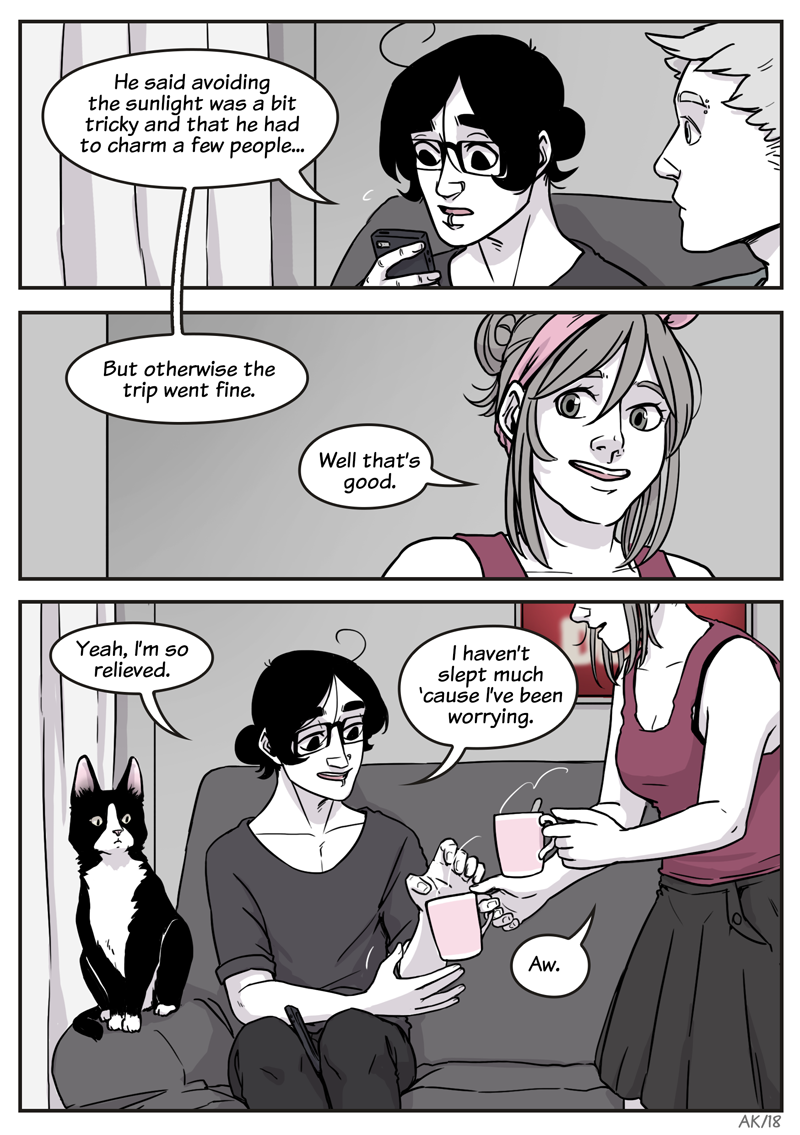 He said avoiding
the sunlight was a bit
tricky and that he had
to charm a few people...
But otherwise the
trip went fine.
Well that's
good.
Yeah, I'm so
relieved.
I haven't
slept much
'cause I've been
worrying.
Aw.
AK/18